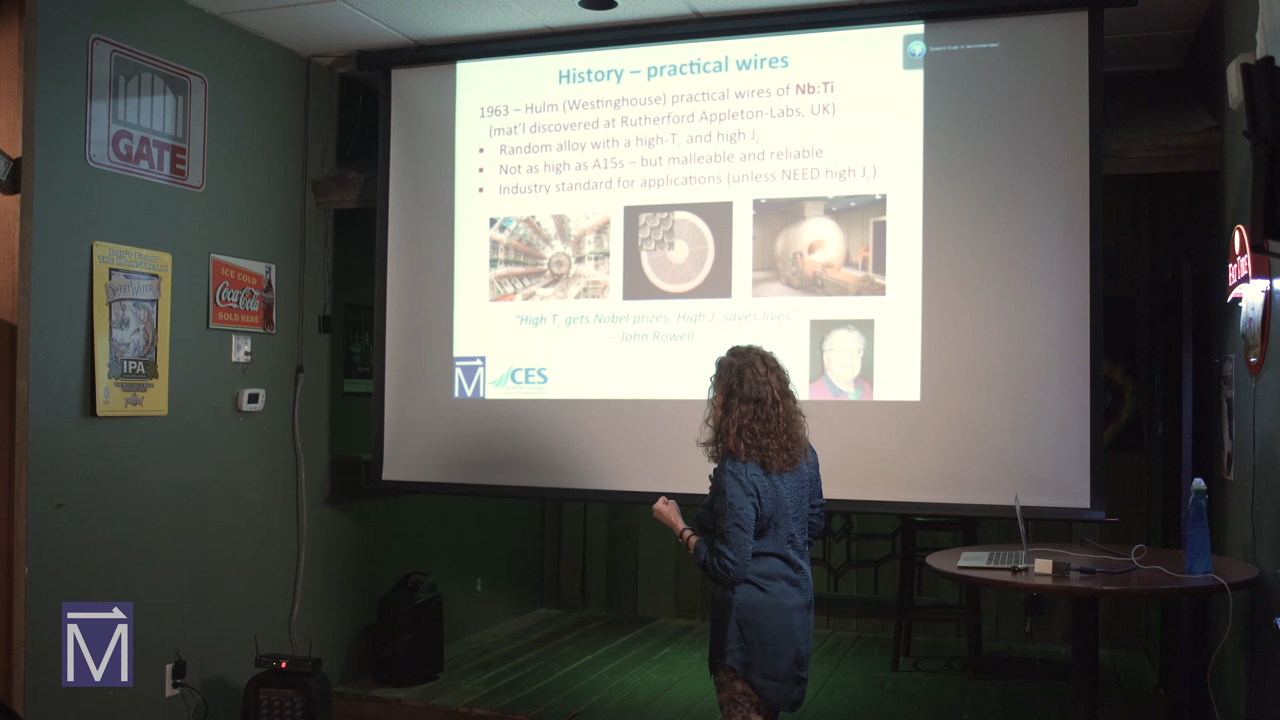 History – practical wires
1963 – Hulm (Westinghouse) practical wires of Nb:Ti
(mat'l discovered at Rutherford Appleton-Labs, UK)
▪ Random alloy with a high-Tc and high Jc
▪ Not as high as A15s – but malleable and reliable
▪ Industry standard for applications (unless NEED high Jc)
"High Tc gets Nobel prizes, High Jc saves lives"
– John Rowell
M
CES
GATE
SWEETWATER
IPA
ICE COLD
Coca-Cola
SOLD HERE
M